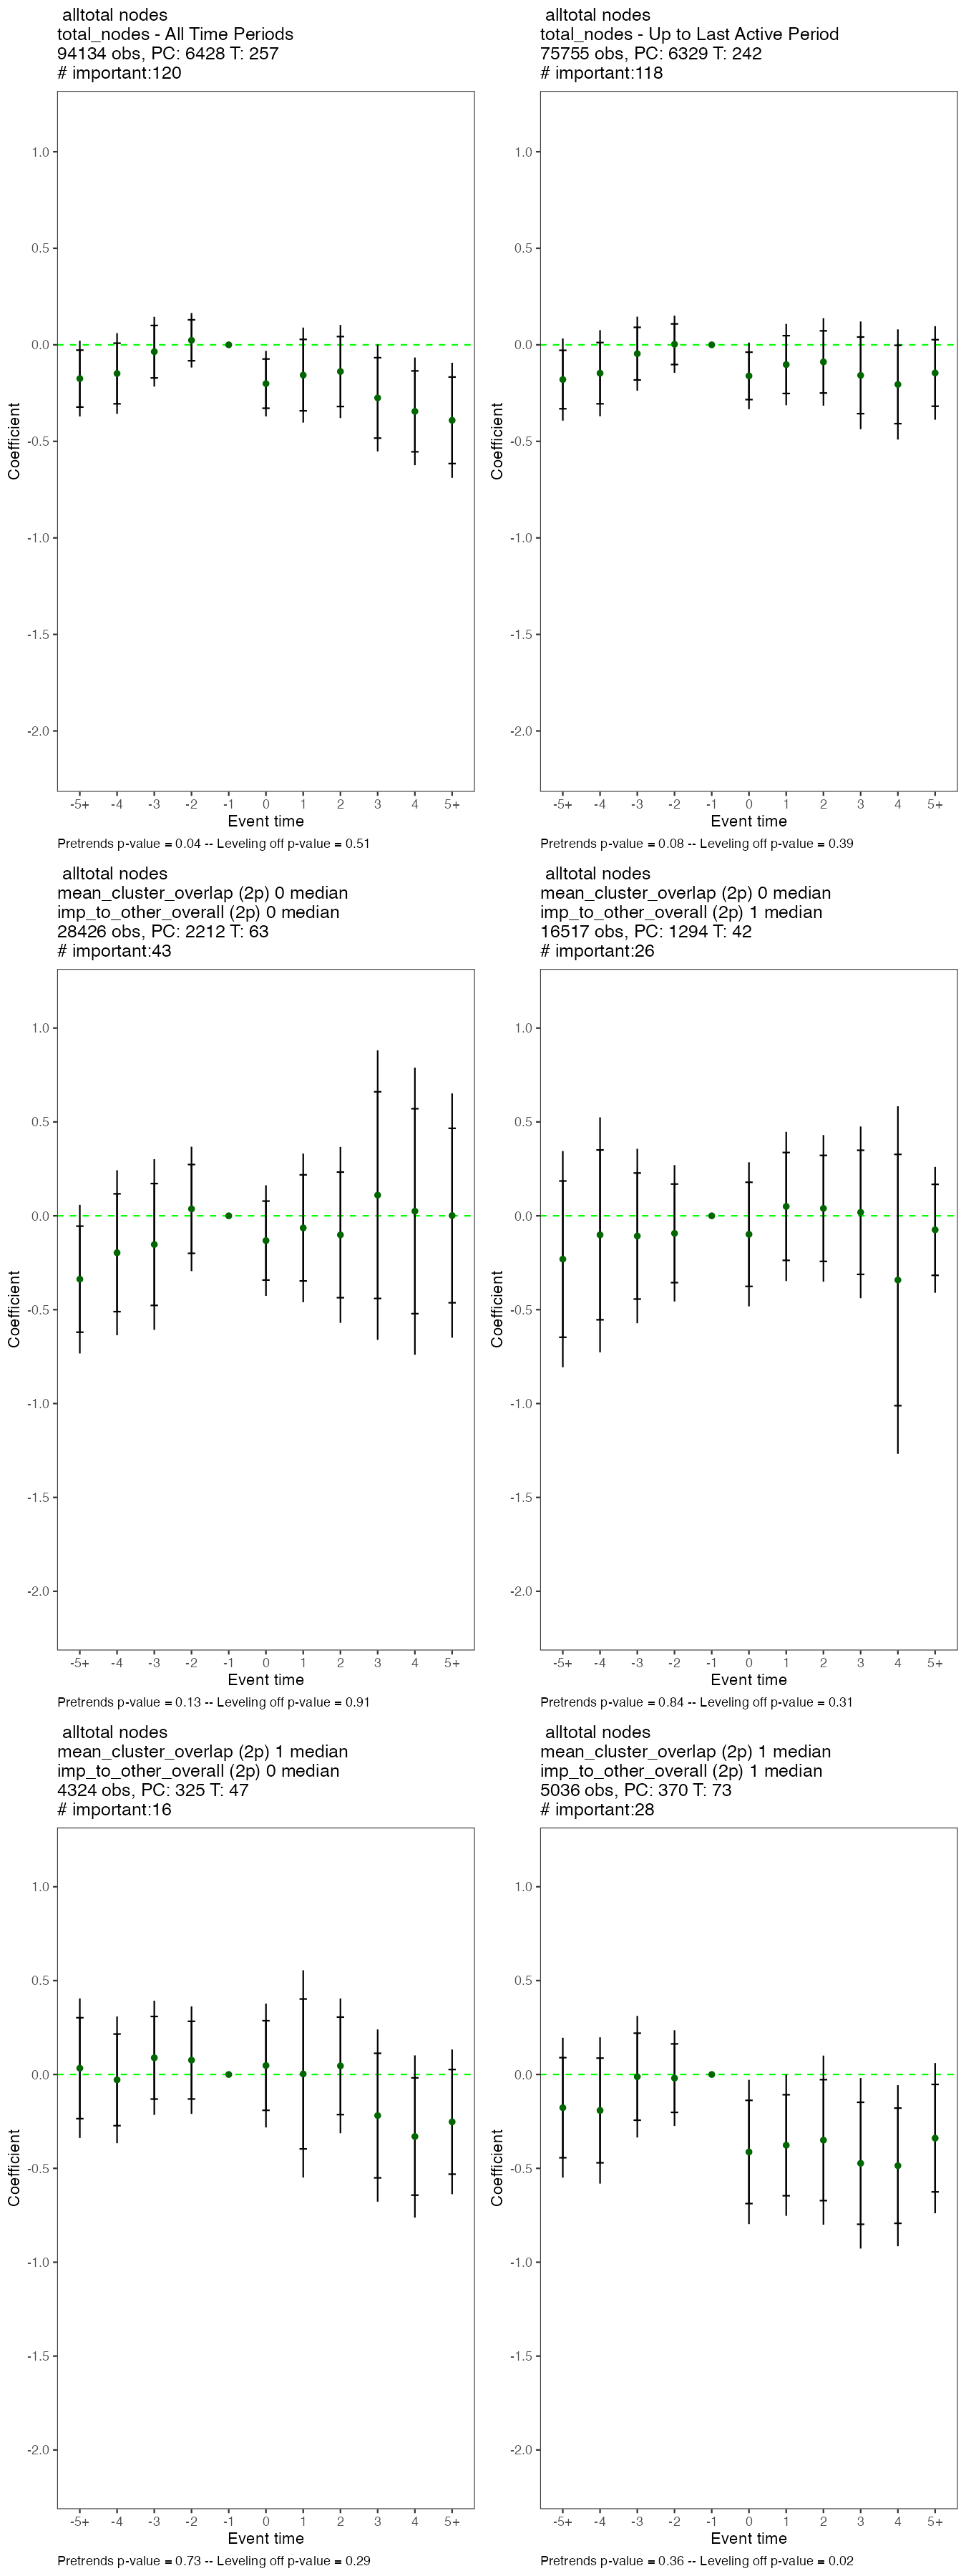 alltotal nodes
total_nodes - All Time Periods
94134 obs, PC: 6428 T: 257
# important:120
1.0
0.5
0.0
-0.5
-1.0
-1.5
-2.0
Coefficient
-5+ -4 -3 -2 -1 0 1 2 3 4 5+
Event time
Pretrends p-value = 0.04 -- Leveling off p-value = 0.51
alltotal nodes
total_nodes - Up to Last Active Period
75755 obs, PC: 6329 T: 242
# important:118
1.0
0.5
0.0
-0.5
-1.0
-1.5
-2.0
Coefficient
-5+ -4 -3 -2 -1 0 1 2 3 4 5+
Event time
Pretrends p-value = 0.08 -- Leveling off p-value = 0.39
alltotal nodes
mean_cluster_overlap (2p) 0 median
imp_to_other_overall (2p) 0 median
28426 obs, PC: 2212 T: 63
# important:43
1.0
0.5
0.0
-0.5
-1.0
-1.5
-2.0
Coefficient
-5+ -4 -3 -2 -1 0 1 2 3 4 5+
Event time
Pretrends p-value = 0.13 -- Leveling off p-value = 0.91
alltotal nodes
mean_cluster_overlap (2p) 0 median
imp_to_other_overall (2p) 1 median
16517 obs, PC: 1294 T: 42
# important:26
1.0
0.5
0.0
-0.5
-1.0
-1.5
-2.0
Coefficient
-5+ -4 -3 -2 -1 0 1 2 3 4 5+
Event time
Pretrends p-value = 0.84 -- Leveling off p-value = 0.31
alltotal nodes
mean_cluster_overlap (2p) 1 median
imp_to_other_overall (2p) 0 median
4324 obs, PC: 325 T: 47
# important:16
1.0
0.5
0.0
-0.5
-1.0
-1.5
-2.0
Coefficient
-5+ -4 -3 -2 -1 0 1 2 3 4 5+
Event time
Pretrends p-value = 0.73 -- Leveling off p-value = 0.29
alltotal nodes
mean_cluster_overlap (2p) 1 median
imp_to_other_overall (2p) 1 median
5036 obs, PC: 370 T: 73
# important:28
1.0
0.5
0.0
-0.5
-1.0
-1.5
-2.0
Coefficient
-5+ -4 -3 -2 -1 0 1 2 3 4 5+
Event time
Pretrends p-value = 0.36 -- Leveling off p-value = 0.02